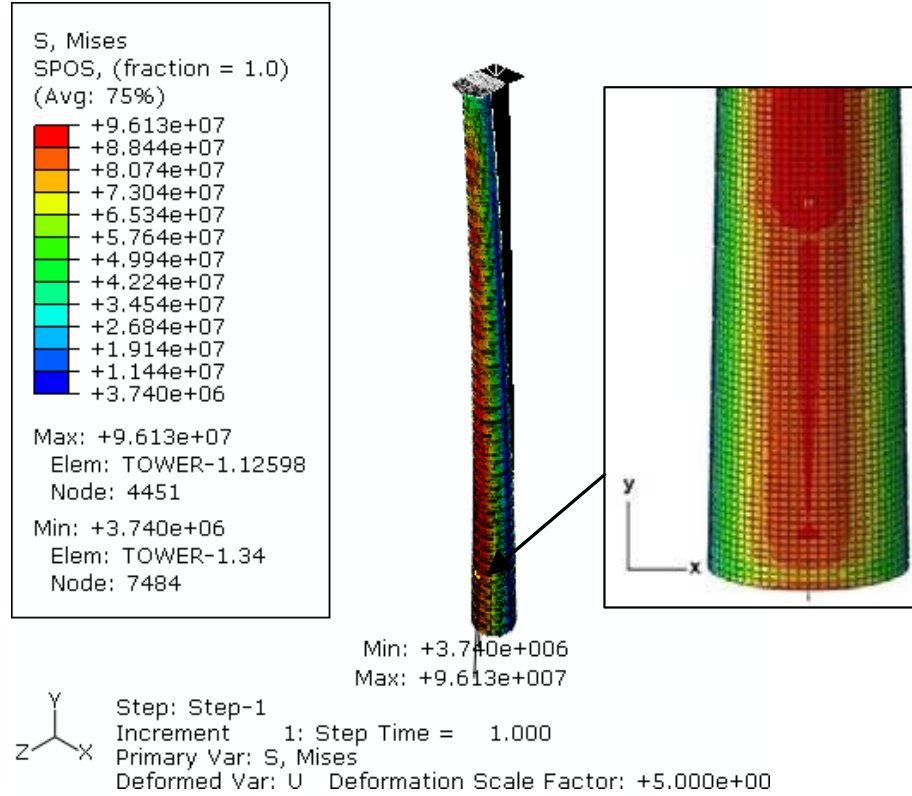 S, Mises
SPOS, (fraction = 1.0)
(Avg: 75%)
+9.613e+07
+8.844e+07
+8.074e+07
+7.304e+07
+6.534e+07
+5.764e+07
+4.994e+07
+4.224e+07
+3.454e+07
+2.684e+07
+1.914e+07
+1.144e+07
+3.740e+06
Max: +9.613e+07
Elem: TOWER-1.12598
Node: 4451
Min: +3.740e+06
Elem: TOWER-1.34
Node: 7484
y
x
Min: +3.740e+006
Max: +9.613e+007
Y
Z
X
Step: Step-1
Increment 1: Step Time = 1.000
Primary Var: S, Mises
Deformed Var: U Deformation Scale Factor: +5.000e+00